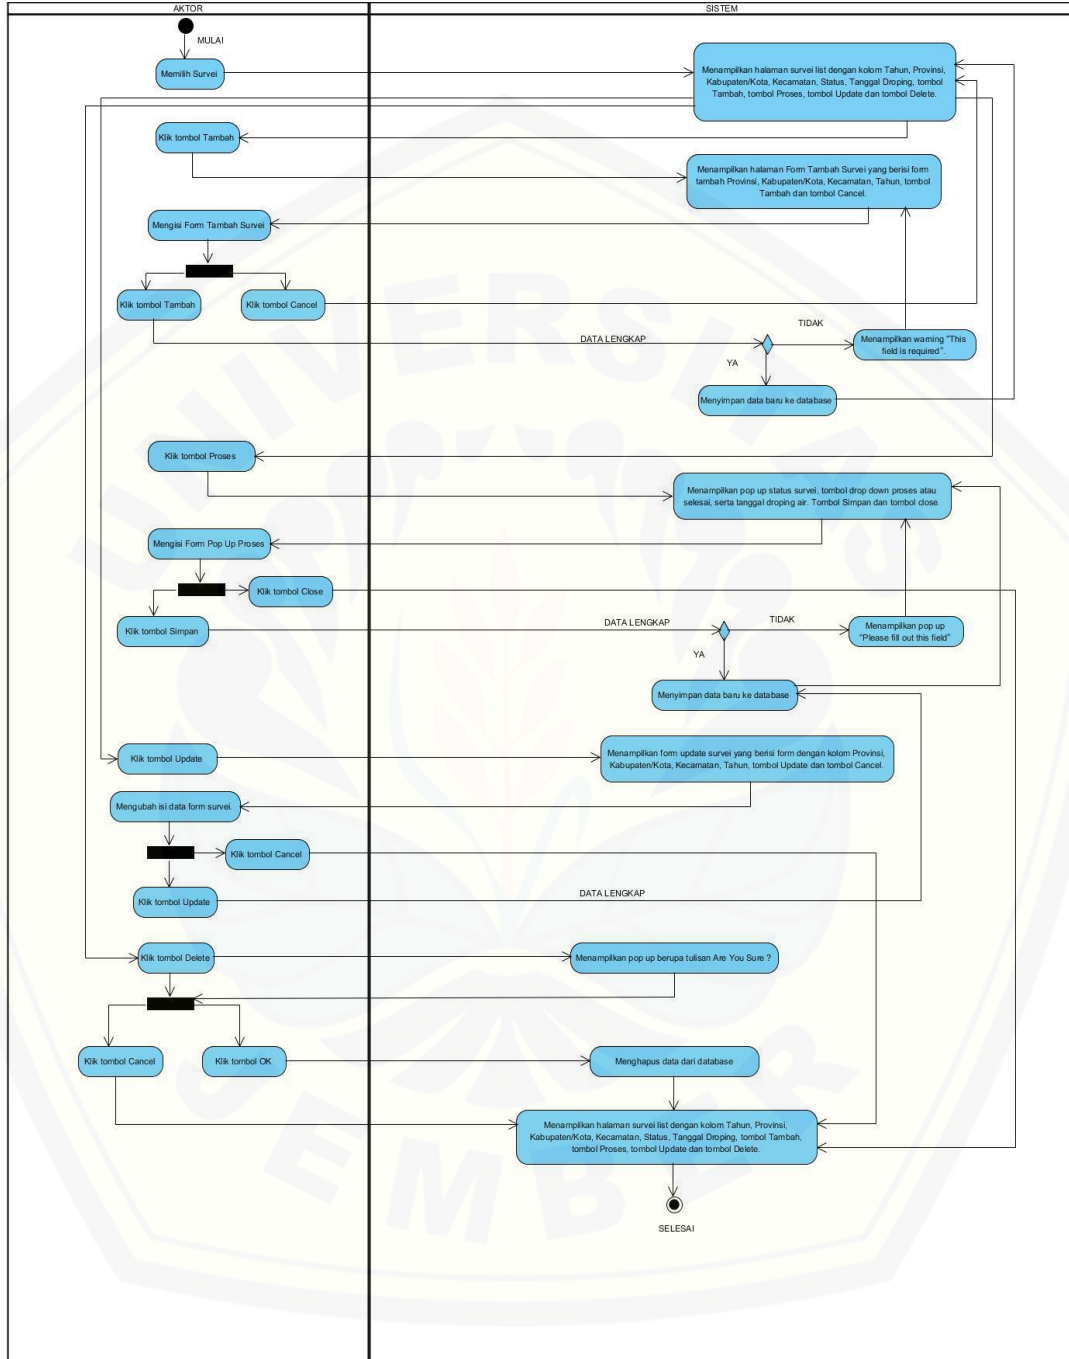 AKTOR
SISTEM
MULAI
Memilih Survei
Menampilkan halaman survei list dengan kolom Tahun, Provinsi,
Kabupaten/Kota, Kecamatan, Status, Tanggal Droping, tombol
Tambah, tombol Proses, tombol Update dan tombol Delete.
Klik tombol Tambah
Menampilkan halaman Form Tambah Survei yang berisi form
tambah Provinsi, Kabupaten/Kota, Kecamatan, Tahun, tombol
Tambah dan tombol Cancel.
Mengisi Form Tambah Survei
Klik tombol Tambah
Klik tombol Cancel
DATA LENGKAP
TIDAK
Menampilkan warning "This
field is required".
YA
Menyimpan data baru ke database
Klik tombol Proses
Menampilkan pop up status survei, tombol drop down proses atau
selesai, serta tanggal droping air. Tombol Simpan dan tombol close.
Mengisi Form Pop Up Proses
Klik tombol Close
Klik tombol Simpan
DATA LENGKAP
TIDAK
Menampilkan pop up
"Please fill out this field"
YA
Menyimpan data baru ke database
Klik tombol Update
Menampilkan form update survei yang berisi form dengan kolom Provinsi,
Kabupaten/Kota, Kecamatan, Tahun, tombol Update dan tombol Cancel.
Mengubah isi data form survei.
Klik tombol Cancel
Klik tombol Update
DATA LENGKAP
Klik tombol Delete
Menampilkan pop up berupa tulisan Are You Sure ?
Klik tombol Cancel
Klik tombol OK
Menghapus data dari database
Menampilkan halaman survei list dengan kolom Tahun, Provinsi,
Kabupaten/Kota, Kecamatan, Status, Tanggal Droping, tombol Tambah,
tombol Proses, tombol Update dan tombol Delete.
SELESAI
UNIVERSITAS
JEMBER